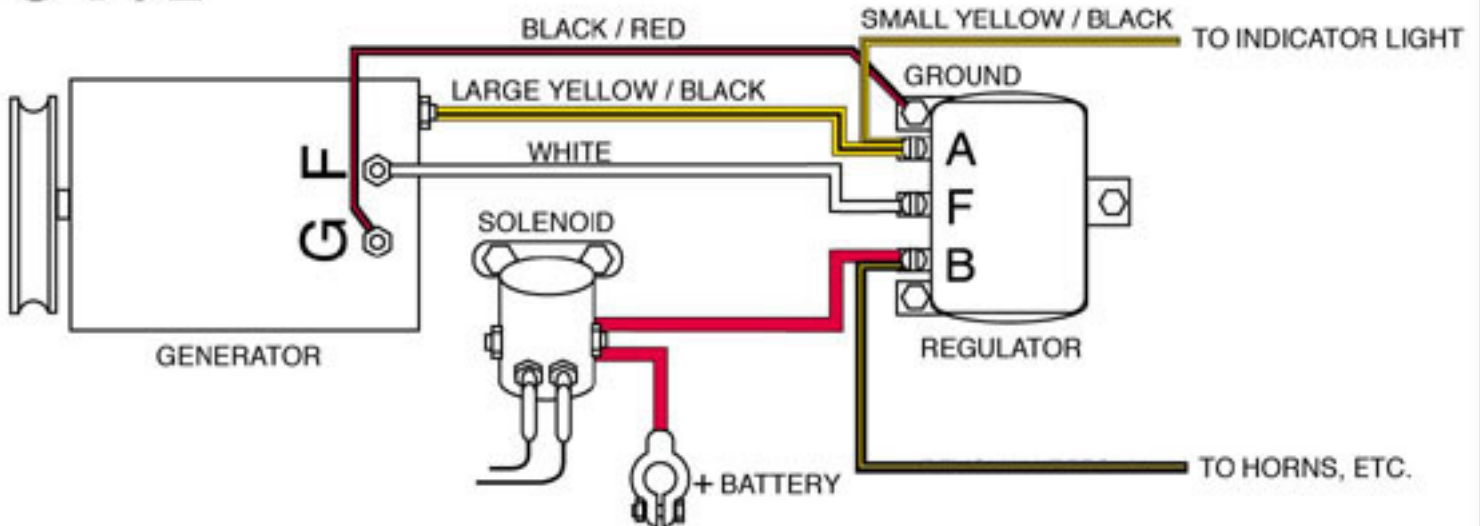 BLACK / RED
SMALL YELLOW / BLACK
TO INDICATOR LIGHT
GROUND
LARGE YELLOW / BLACK
A
WHITE
F
F
G
SOLENOID
B
GENERATOR
REGULATOR
+ BATTERY
TO HORNS, ETC.